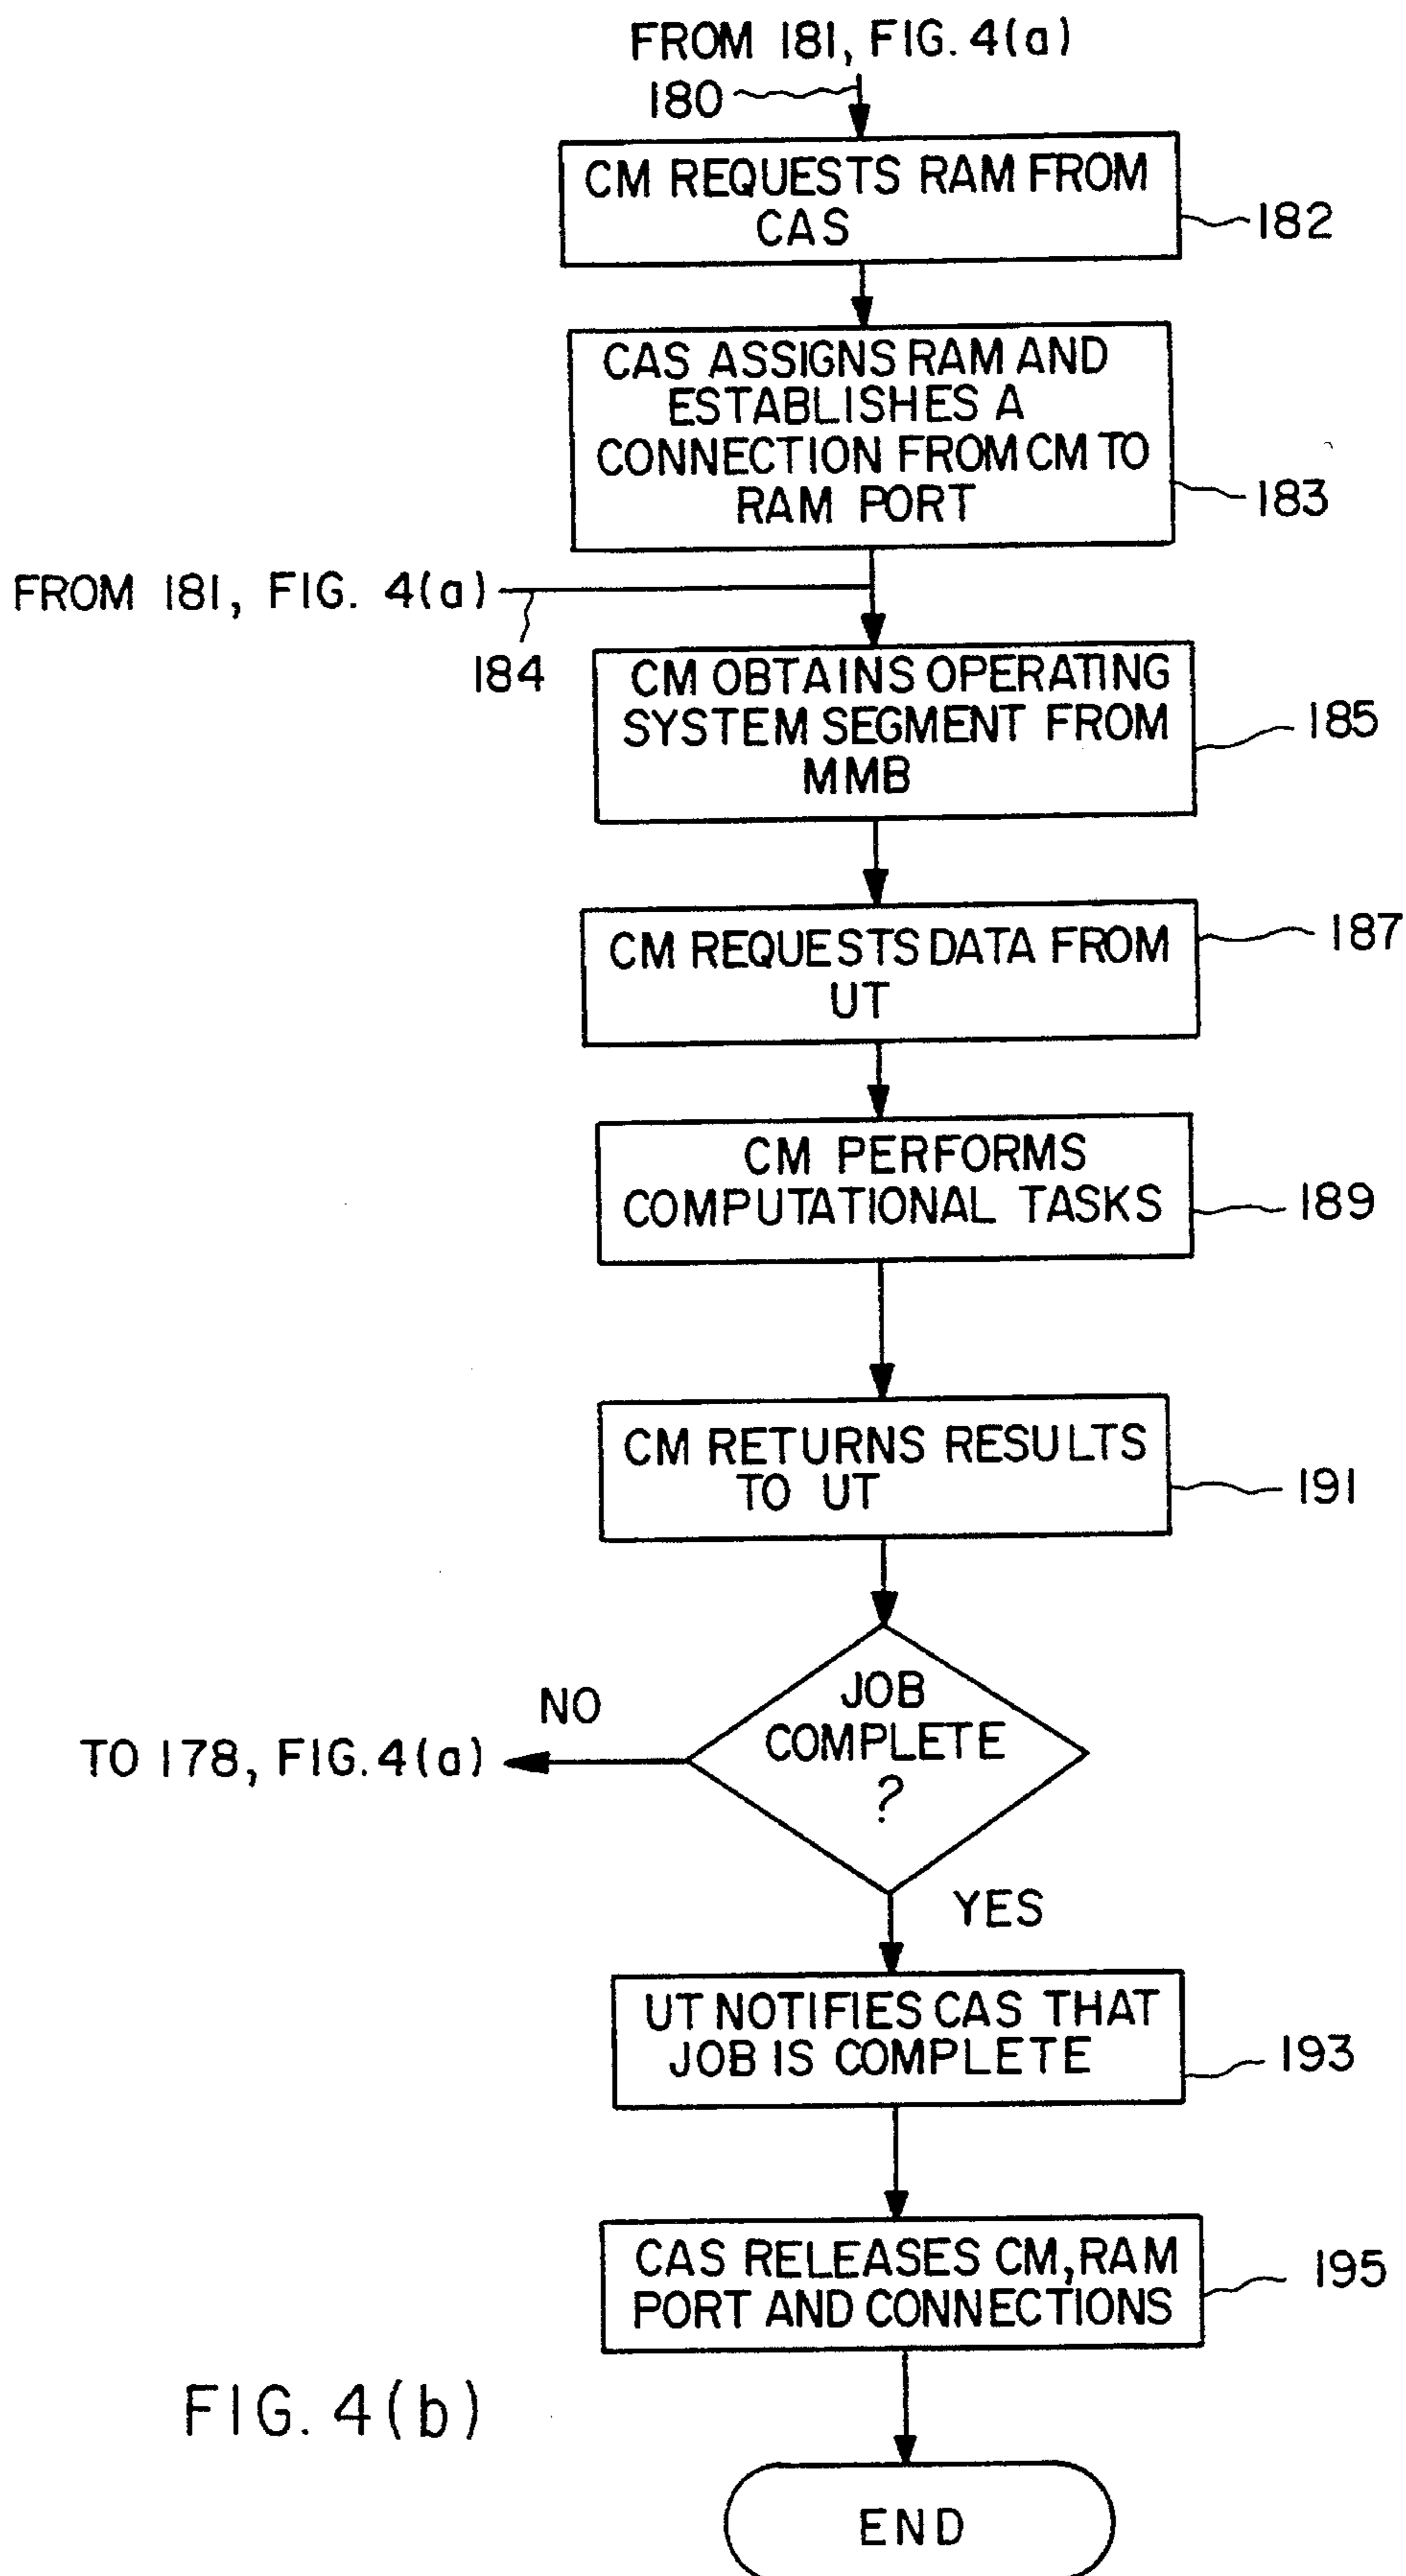 FROM 181, FIG. 4(a)
180
CM REQUESTS RAM FROM
CAS
182
CAS ASSIGNS RAM AND
ESTABLISHES A
CONNECTION FROM CM TO
RAM PORT
183
FROM 181, FIG. 4(a)
184
CM OBTAINS OPERATING
SYSTEM SEGMENT FROM
MMB
185
CM REQUESTS DATA FROM
UT
187
CM PERFORMS
COMPUTATIONAL TASKS
189
CM RETURNS RESULTS
TO UT
191
JOB
COMPLETE
?
NO
TO 178, FIG. 4(a)
YES
UT NOTIFIES CAS THAT
JOB IS COMPLETE
193
CAS RELEASES CM, RAM
PORT AND CONNECTIONS
195
FIG. 4(b)
END